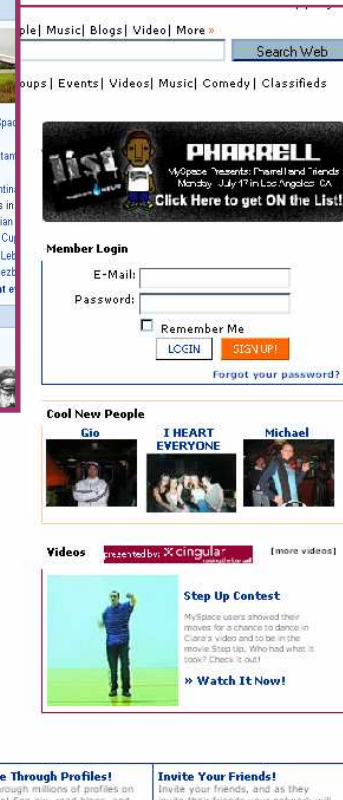 ple| Music| Blogs| Video| More »
Search Web
oups| Events| Videos| Music| Comedy| Classifieds
list
PHARRELL
MySpace Presents: Pharrell and Friends
Monday July 17 in Los Angeles CA
Click Here to get ON the List!
Member Login
E-Mail:
Password:
Remember Me
LOGIN SIGN UP!
Forgot your password?
Cool New People
Gio I HEART EVERYONE Michael
Videos presented by: X cingular [more videos]
Step Up Contest
MySpace users showed their
moves for a chance to dance in
Ciara's video and to be in the
movie Step Up. Who had what it
took? Check it out!
» Watch It Now!
e Through Profiles! Invite Your Friends!
rough millions of profiles on Invite your friends, and as they